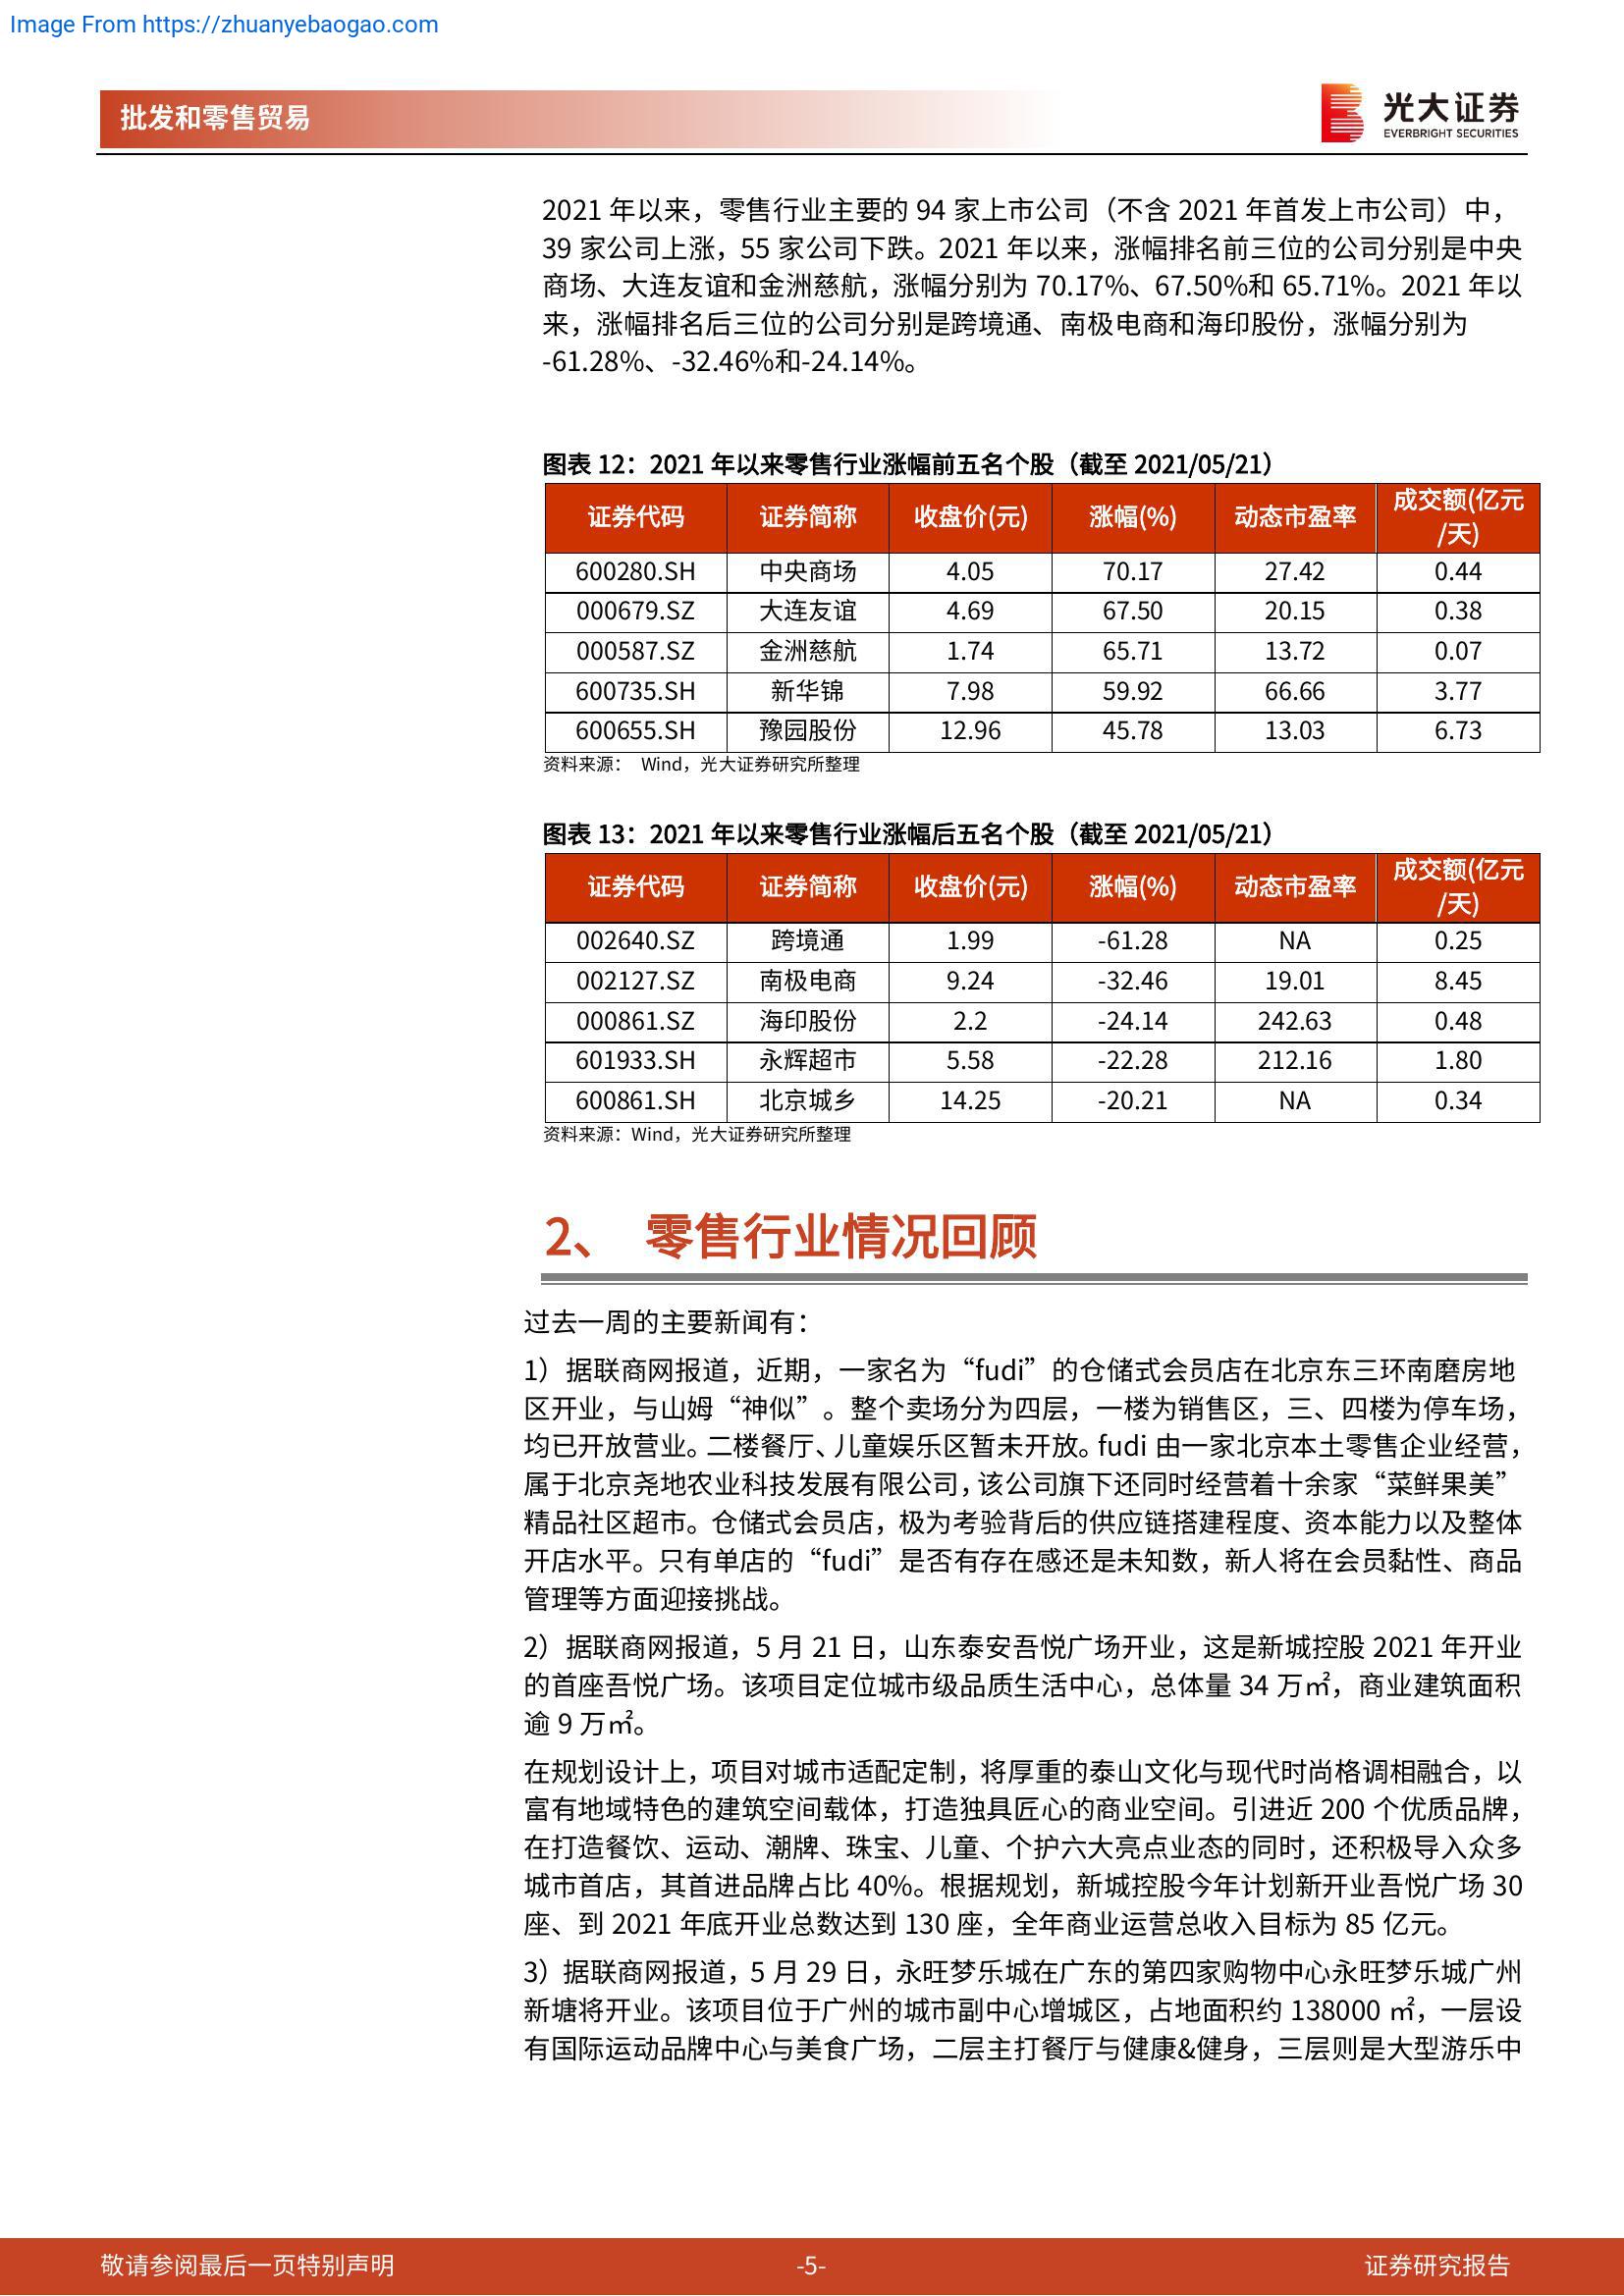 Image From https://zhuanyebaogao.com
批发和零售贸易
光大证券
EVERBRIGHT SECURITIES
2021 年以来，零售行业主要的 94 家上市公司（不含 2021 年首发上市公司）中，
39 家公司上涨，55 家公司下跌。2021 年以来，涨幅排名前三位的公司分别是中央
商场、大连友谊和金洲慈航，涨幅分别为 70.17%、67.50%和 65.71%。2021 年以
来，涨幅排名后三位的公司分别是跨境通、南极电商和海印股份，涨幅分别为
-61.28%、-32.46%和-24.14%。
图表 12：2021 年以来零售行业涨幅前五名个股（截至 2021/05/21）
证券代码 证券简称 收盘价(元) 涨幅(%) 动态市盈率 成交额(亿元
/天)
600280.SH 中央商场 4.05 70.17 27.42 0.44
000679.SZ 大连友谊 4.69 67.50 20.15 0.38
000587.SZ 金洲慈航 1.74 65.71 13.72 0.07
600735.SH 新华锦 7.98 59.92 66.66 3.77
600655.SH 豫园股份 12.96 45.78 13.03 6.73
资料来源： Wind，光大证券研究所整理
图表 13：2021 年以来零售行业涨幅后五名个股（截至 2021/05/21）
证券代码 证券简称 收盘价(元) 涨幅(%) 动态市盈率 成交额(亿元
/天)
002640.SZ 跨境通 1.99 -61.28 NA 0.25
002127.SZ 南极电商 9.24 -32.46 19.01 8.45
000861.SZ 海印股份 2.2 -24.14 242.63 0.48
601933.SH 永辉超市 5.58 -22.28 212.16 1.80
600861.SH 北京城乡 14.25 -20.21 NA 0.34
资料来源：Wind，光大证券研究所整理
2、 零售行业情况回顾
过去一周的主要新闻有：
1）据联商网报道，近期，一家名为“fudi”的仓储式会员店在北京东三环南磨房地
区开业，与山姆“神似”。整个卖场分为四层，一楼为销售区，三、四楼为停车场，
均已开放营业。二楼餐厅、儿童娱乐区暂未开放。fudi 由一家北京本土零售企业经营，
属于北京尧地农业科技发展有限公司，该公司旗下还同时经营着十余家“菜鲜果美”
精品社区超市。仓储式会员店，极为考验背后的供应链搭建程度、资本能力以及整体
开店水平。只有单店的“fudi”是否有存在感还是未知数，新人将在会员黏性、商品
管理等方面迎接挑战。
2）据联商网报道，5 月 21 日，山东泰安吾悦广场开业，这是新城控股 2021 年开业
的首座吾悦广场。该项目定位城市级品质生活中心，总体量 34 万㎡，商业建筑面积
逾 9 万㎡。
在规划设计上，项目对城市适配定制，将厚重的泰山文化与现代时尚格调相融合，以
富有地域特色的建筑空间载体，打造独具匠心的商业空间。引进近 200 个优质品牌，
在打造餐饮、运动、潮牌、珠宝、儿童、个护六大亮点业态的同时，还积极导入众多
城市首店，其首进品牌占比 40%。根据规划，新城控股今年计划新开业吾悦广场 30
座、到 2021 年底开业总数达到 130 座，全年商业运营总收入目标为 85 亿元。
3）据联商网报道，5 月 29 日，永旺梦乐城在广东的第四家购物中心永旺梦乐城广州
新塘将开业。该项目位于广州的城市副中心增城区，占地面积约 138000 ㎡，一层设
有国际运动品牌中心与美食广场，二层主打餐厅与健康&健身，三层则是大型游乐中
敬请参阅最后一页特别声明
-5-
证券研究报告